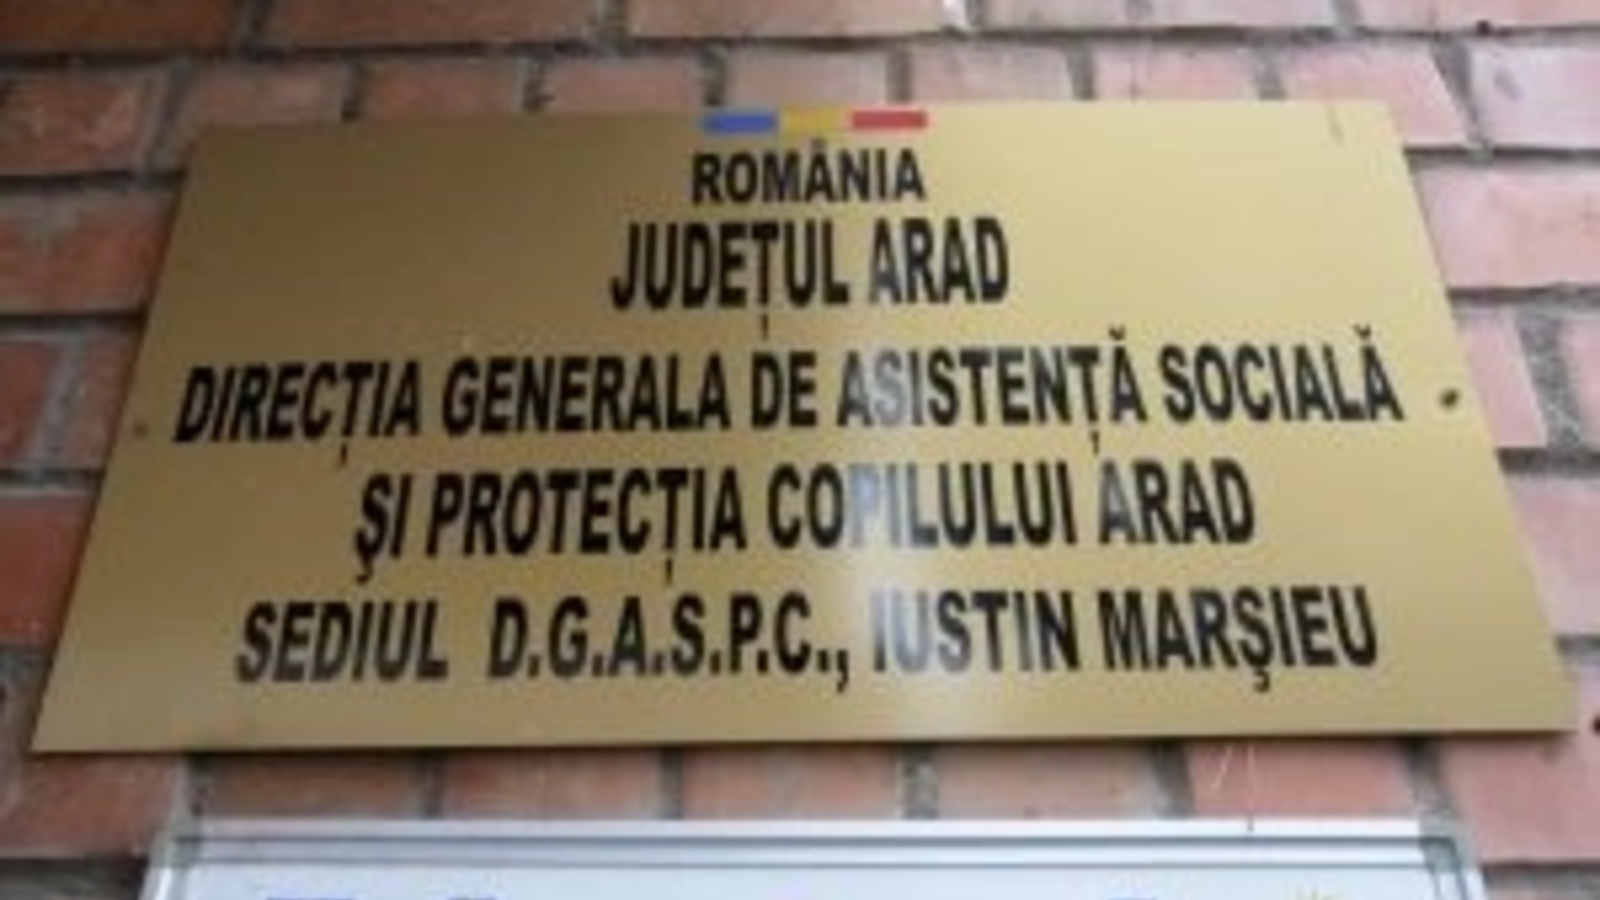 ROMÂNIA
JUDEȚUL ARAD
DIRECȚIA GENERALA DE ASISTENȚĂ SOCIALĂ
ŞI PROTECȚIA COPILULUI ARAD
SEDIUL D.G.A.S.P.C., IUSTIN MARŞIEU